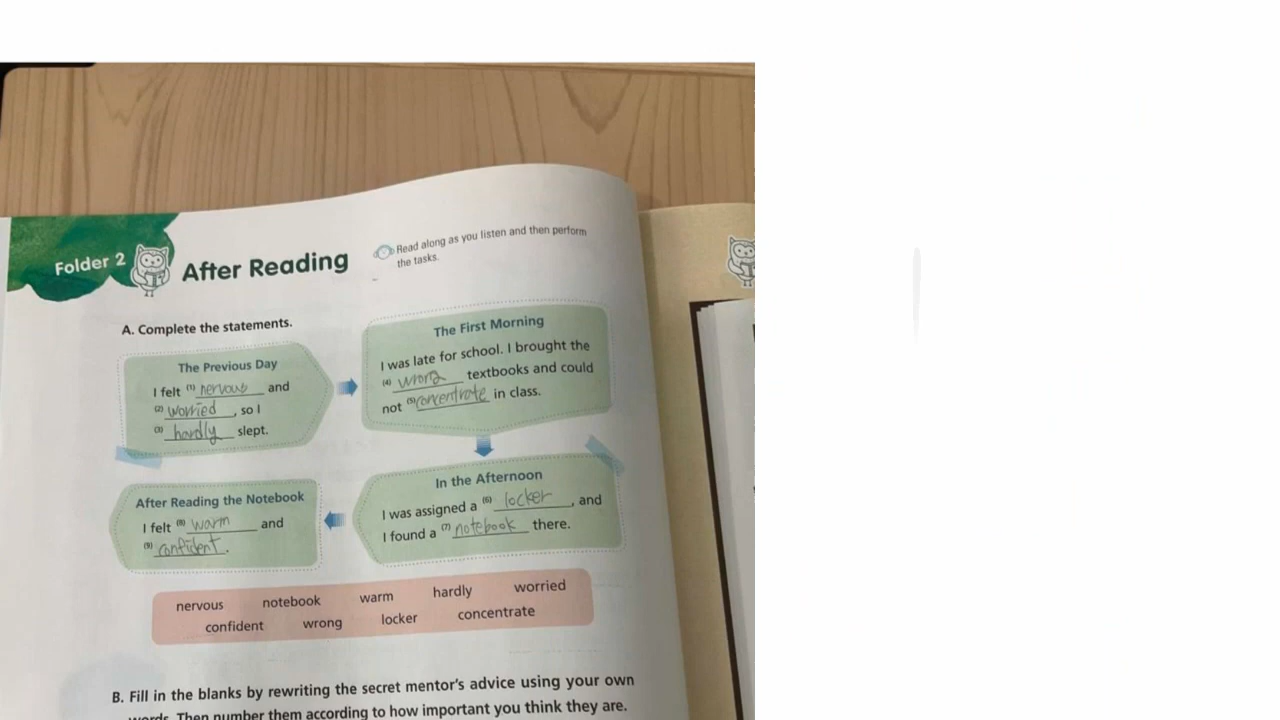 Folder 2
After Reading
Read along as you listen and then perform
the tasks.
A. Complete the statements.
The Previous Day
I felt (1) nervous and
(2) worried, so I
(3) hardly slept.
The First Morning
I was late for school. I brought the
(4) wrong textbooks and could
not (5) concentrate in class.
In the Afternoon
I was assigned a (6) locker, and
I found a (7) notebook there.
After Reading the Notebook
I felt (8) warm and
(9) confident.
nervous notebook warm hardly worried
confident wrong locker concentrate
B. Fill in the blanks by rewriting the secret mentor's advice using your own
words. Then number them according to how important you think they are.